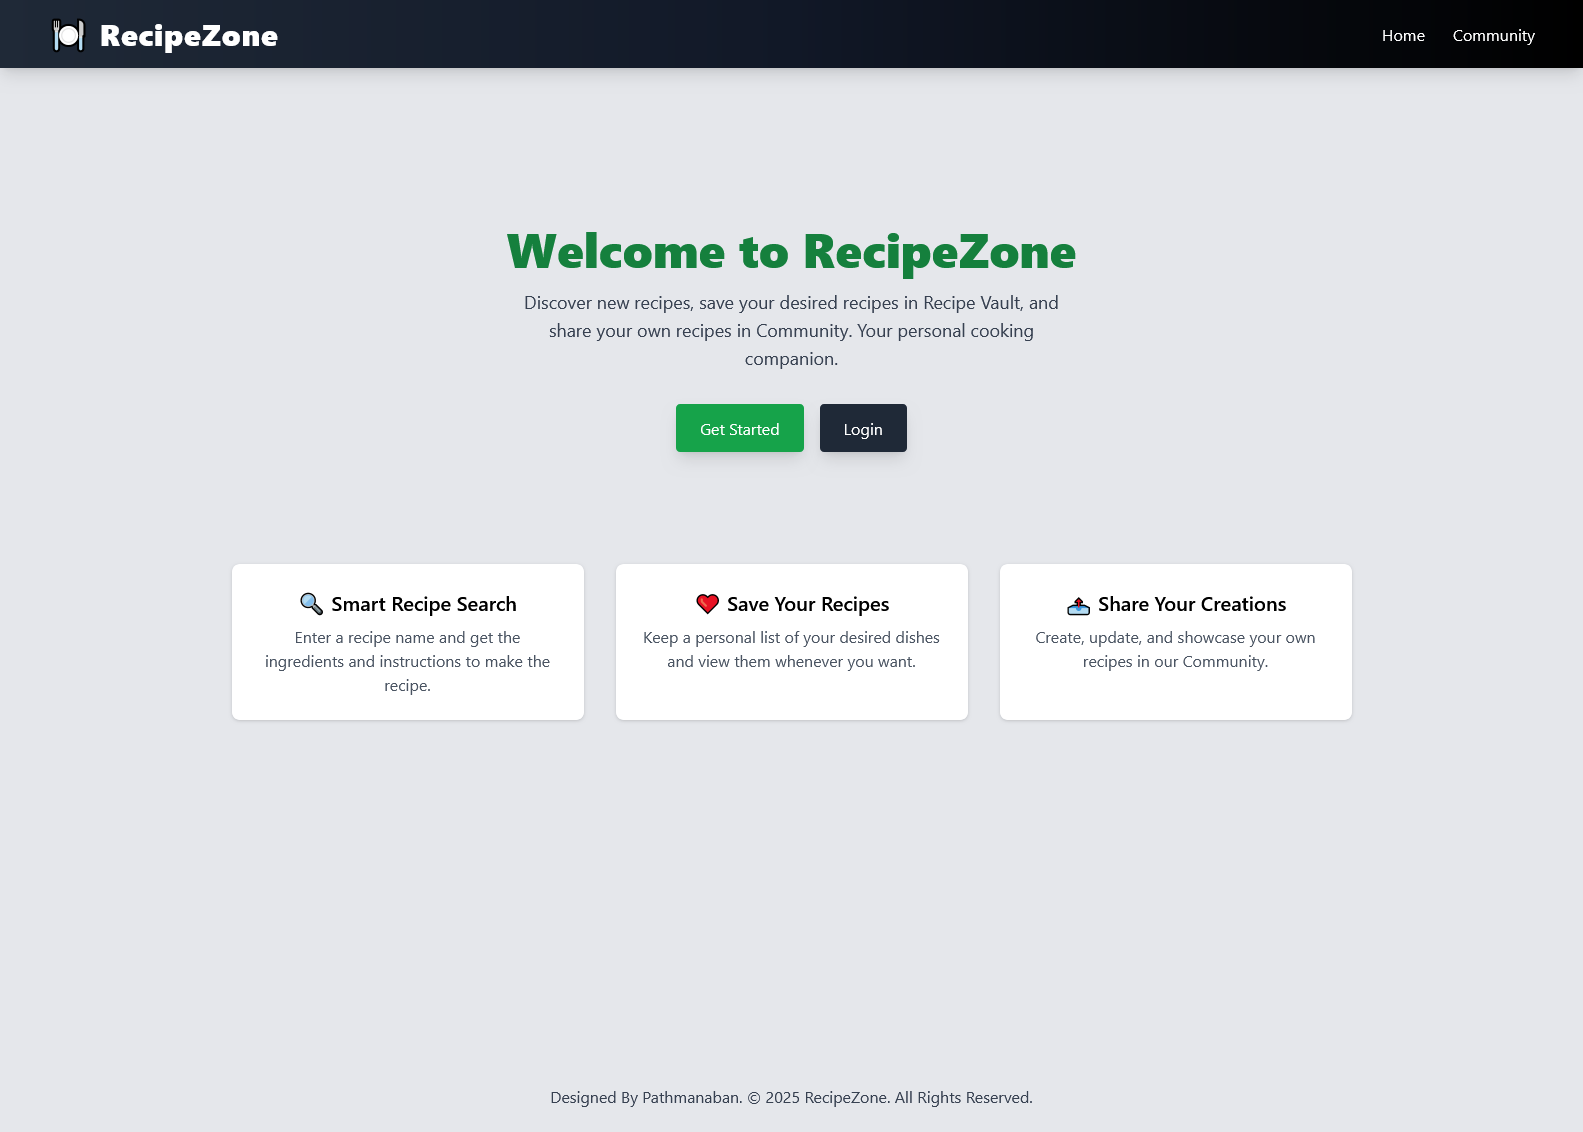 RecipeZone
Home
Community
Welcome to RecipeZone
Discover new recipes, save your desired recipes in Recipe Vault, and
share your own recipes in Community. Your personal cooking
companion.
Get Started
Login
Smart Recipe Search
Enter a recipe name and get the
ingredients and instructions to make the
recipe.
Save Your Recipes
Keep a personal list of your desired dishes
and view them whenever you want.
Share Your Creations
Create, update, and showcase your own
recipes in our Community.
Designed By Pathmanaban. © 2025 RecipeZone. All Rights Reserved.